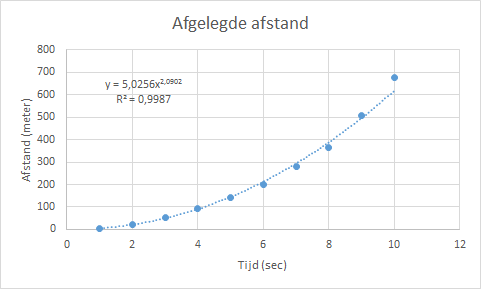 Afgelegde afstand
y = 5,0256x^2,0902
R² = 0,9987
Afstand (meter)
800
700
600
500
400
300
200
100
0
0 2 4 6 8 10 12
Tijd (sec)